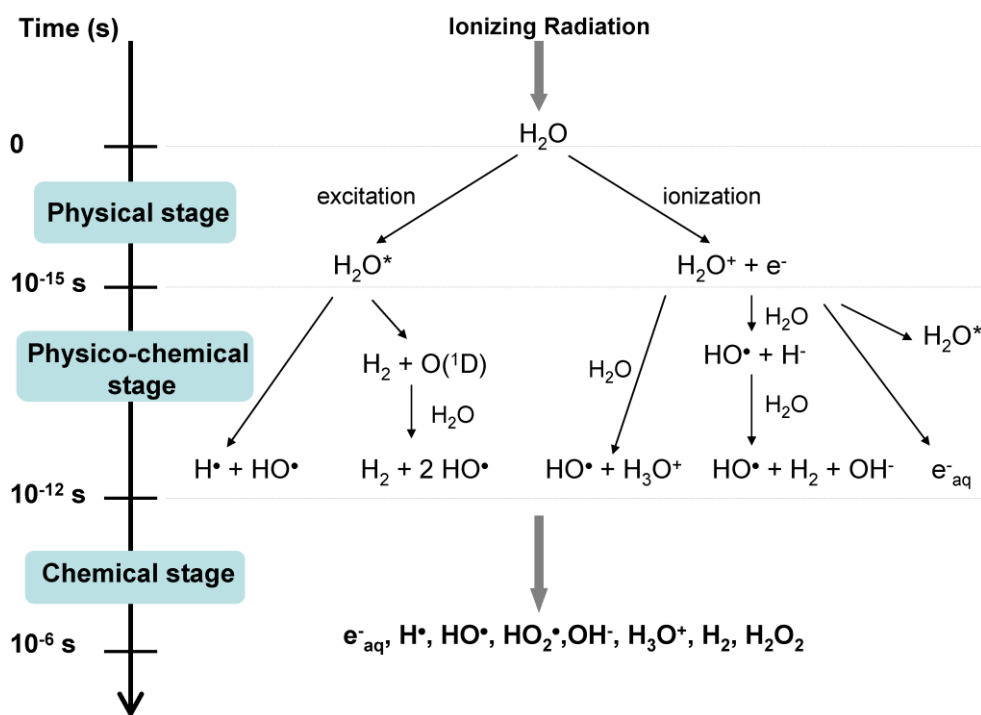 Time (s)
Ionizing Radiation
0
H₂O
excitation
ionization
Physical stage
H₂O*
H₂O⁺ + e⁻
10⁻¹⁵ s
H₂O
H₂O*
Physico-chemical
stage
H₂ + O(¹D)
H₂O
HO• + H⁻
H₂O
H₂O
H• + HO•
H₂ + 2 HO•
HO• + H₃O⁺
HO• + H₂ + OH⁻
e⁻aq
10⁻¹² s
Chemical stage
10⁻⁶ s
e⁻aq, H•, HO•, HO₂•,OH⁻, H₃O⁺, H₂, H₂O₂